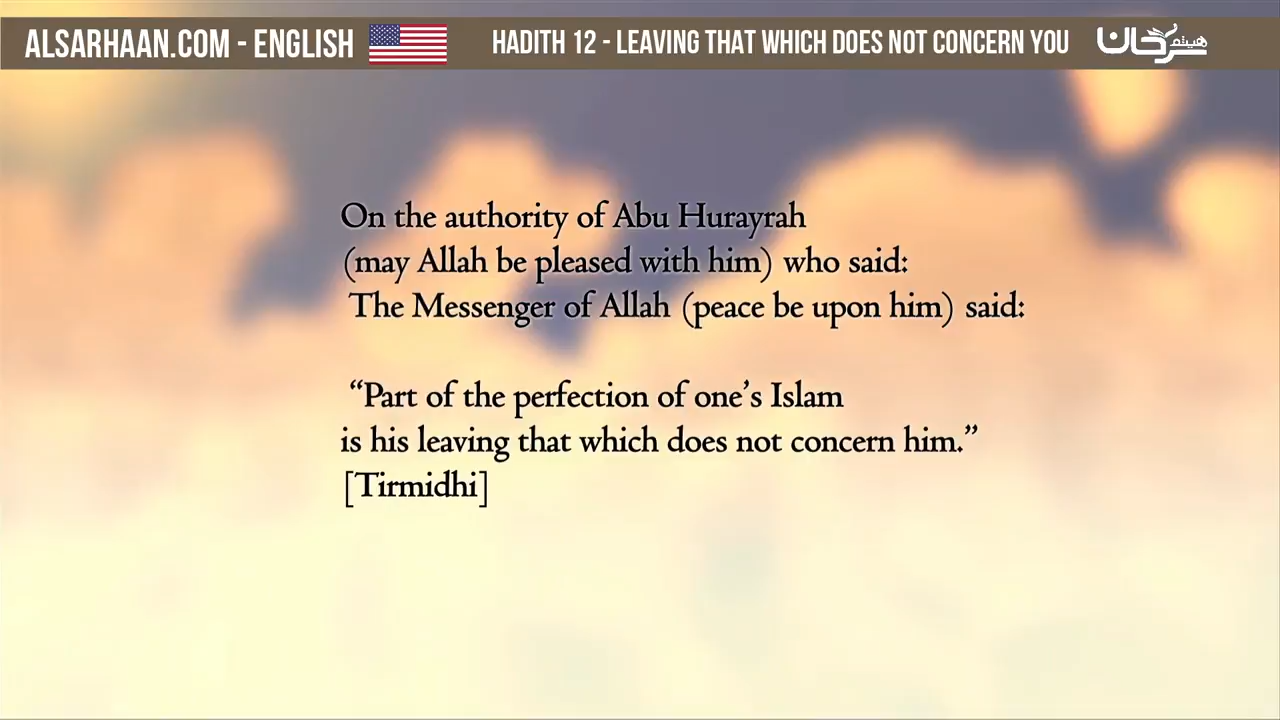 ALSARHAAN.COM - ENGLISH
HADITH 12 - LEAVING THAT WHICH DOES NOT CONCERN YOU
هيثم سرحان
On the authority of Abu Hurayrah
(may Allah be pleased with him) who said:
The Messenger of Allah (peace be upon him) said:
“Part of the perfection of one’s Islam
is his leaving that which does not concern him.”
[Tirmidhi]